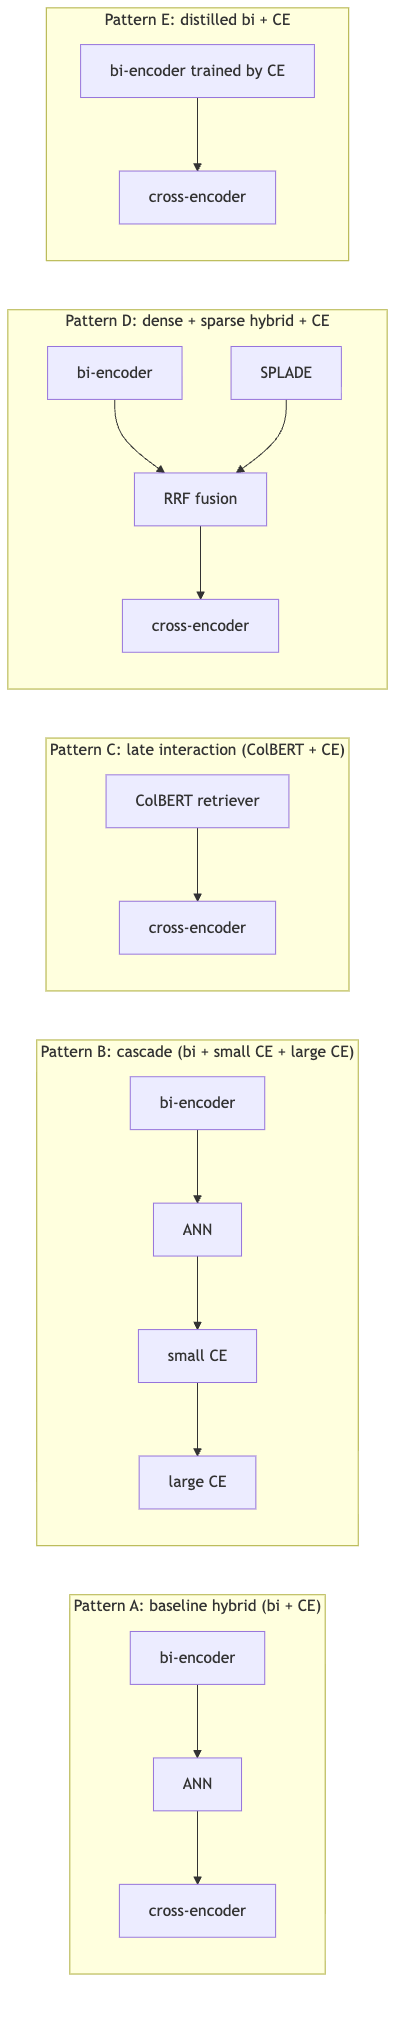 Pattern E: distilled bi + CE
bi-encoder trained by CE
cross-encoder
Pattern D: dense + sparse hybrid + CE
bi-encoder
SPLADE
RRF fusion
cross-encoder
Pattern C: late interaction (ColBERT + CE)
ColBERT retriever
cross-encoder
Pattern B: cascade (bi + small CE + large CE)
bi-encoder
ANN
small CE
large CE
Pattern A: baseline hybrid (bi + CE)
bi-encoder
ANN
cross-encoder